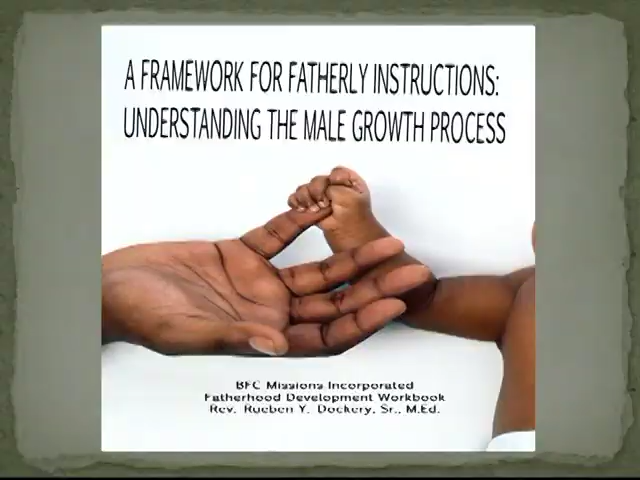 A FRAMEWORK FOR FATHERLY INSTRUCTIONS:
UNDERSTANDING THE MALE GROWTH PROCESS
BFC Missions Incorporated
Fatherhood Development Workbook
Rev. Rueben Y. Dockery, Sr., M.Ed.